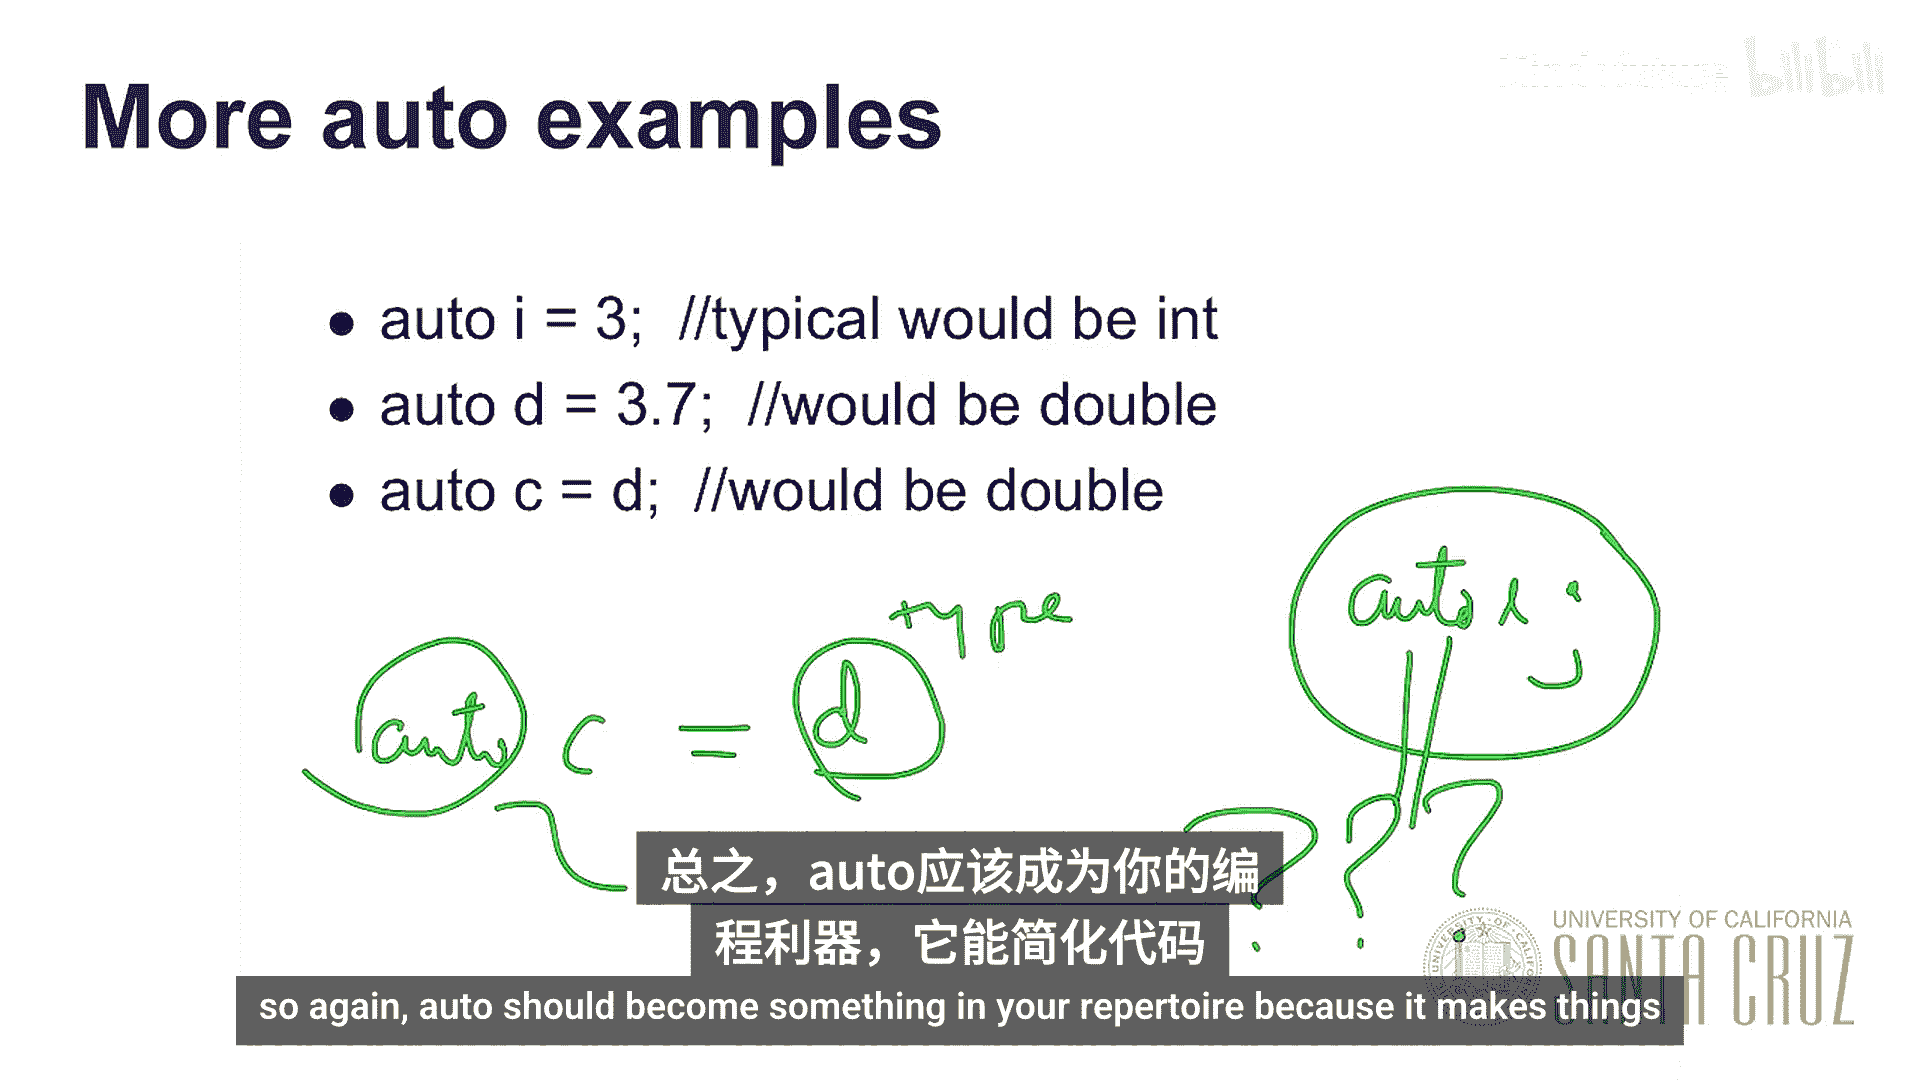 More auto examples
bilibili
• auto i = 3; //typical would be int
• auto d = 3.7; //would be double
• auto c = d; //would be double
auto i ;
type
auto c = d
? ? ?
总之，auto应该成为你的编
程利器，它能简化代码
UNIVERSITY OF CALIFORNIA
SANTA CRUZ
so again, auto should become something in your repertoire because it makes things